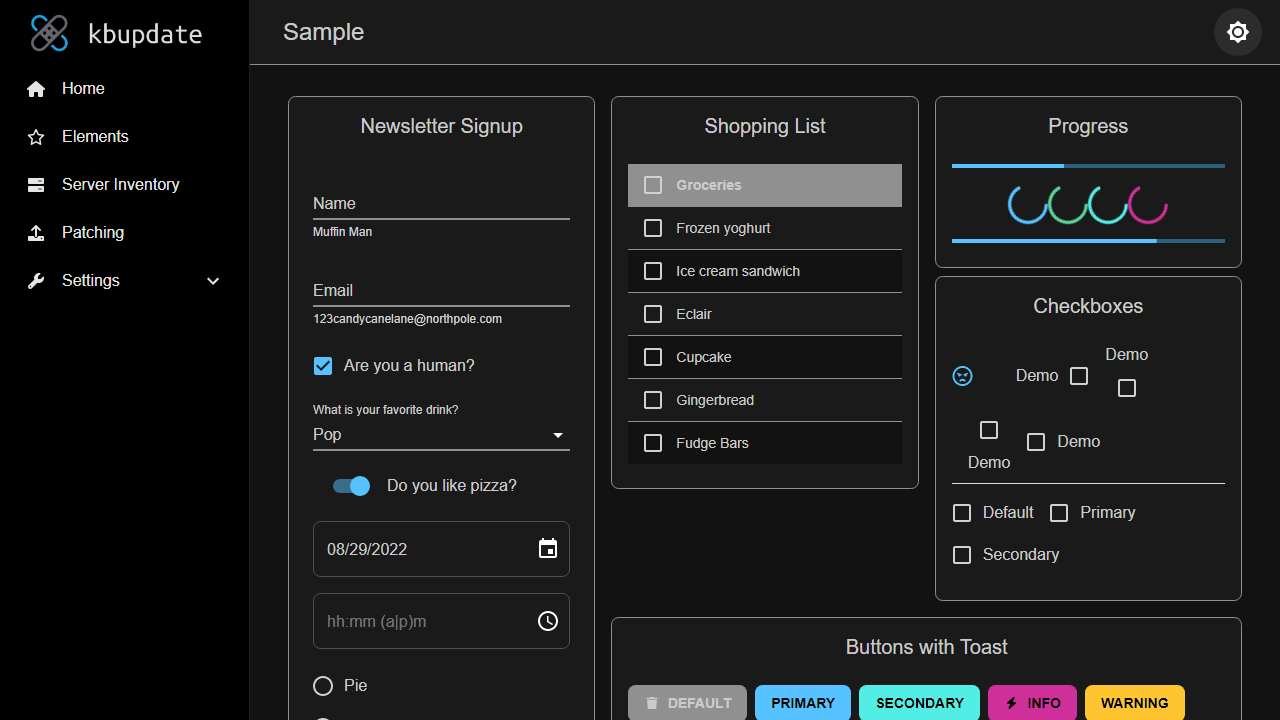 kbupdate
Home
Elements
Server Inventory
Patching
Settings
Sample
Newsletter Signup
Name
Muffin Man
Email
123candycanelane@northpole.com
Are you a human?
What is your favorite drink?
Pop
Do you like pizza?
08/29/2022
hh:mm (a|p)m
Pie
Shopping List
Groceries
Frozen yoghurt
Ice cream sandwich
Eclair
Cupcake
Gingerbread
Fudge Bars
Progress
Checkboxes
Demo
Demo
Demo
Demo
Default
Primary
Secondary
Buttons with Toast
DEFAULT
PRIMARY
SECONDARY
INFO
WARNING